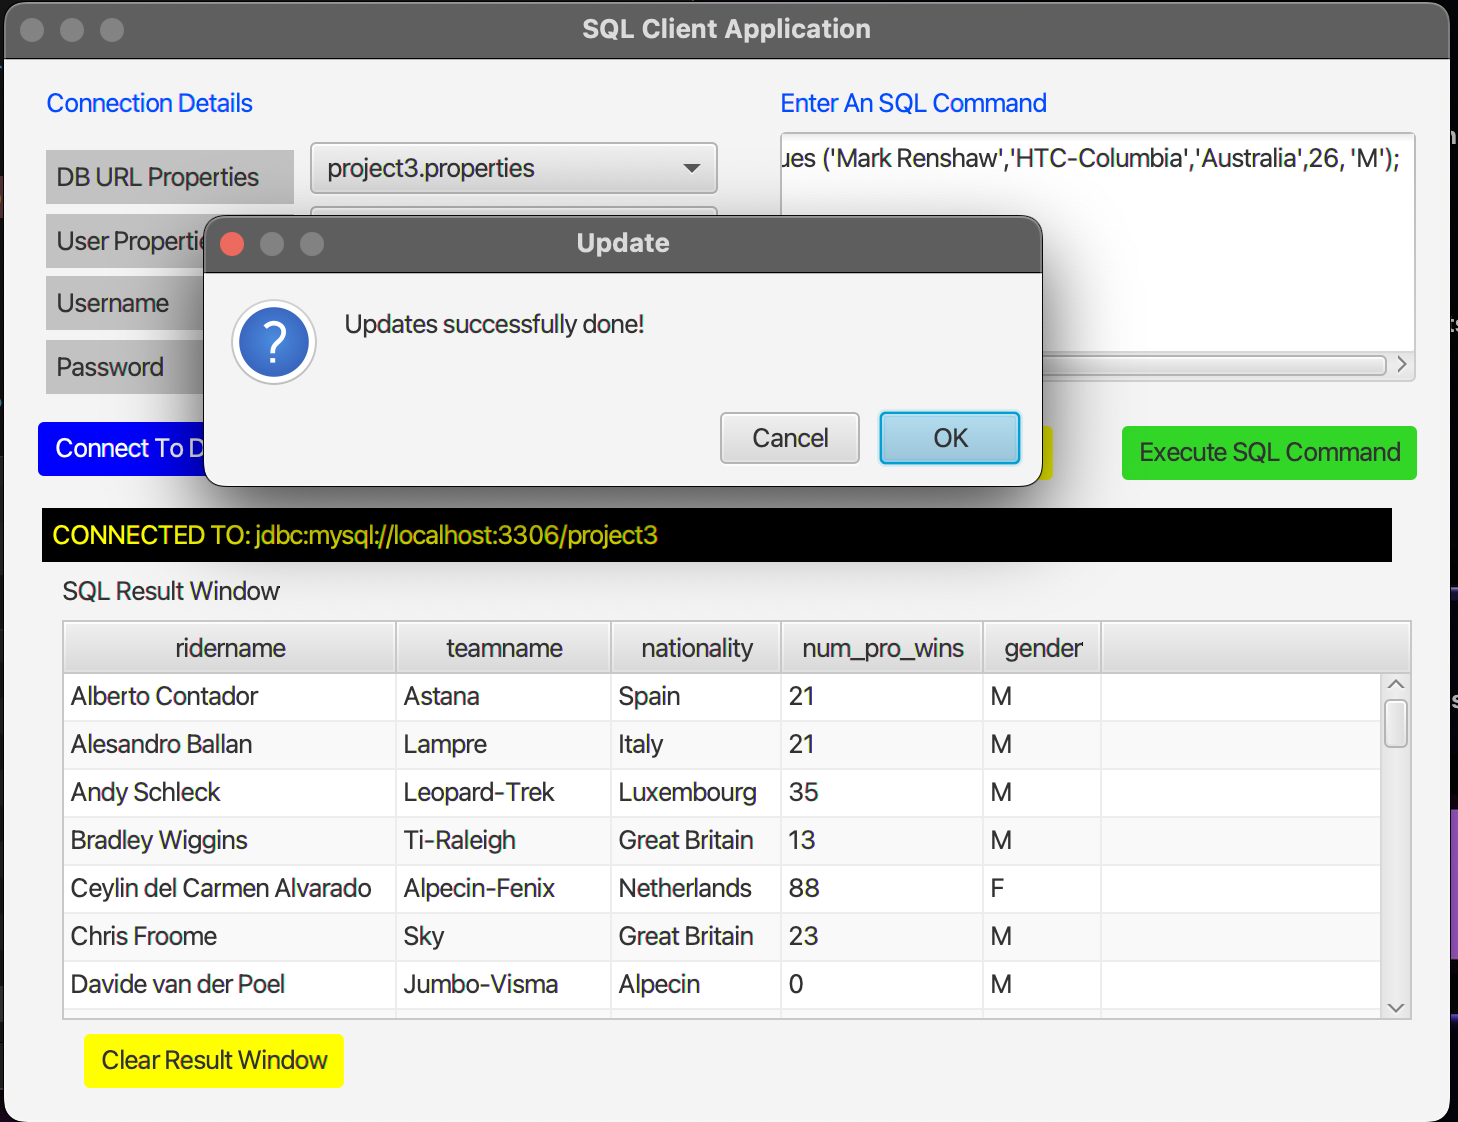 SQL Client Application
Connection Details
Enter An SQL Command
DB URL Properties
project3.properties
('Mark Renshaw','HTC-Columbia','Australia',26, 'M');
User
Username
Password
Update
?
Updates successfully done!
Cancel
OK
Connect To
Execute SQL Command
CONNECTED TO: jdbc:mysql://localhost:3306/project3
SQL Result Window
ridername teamname nationality num_pro_wins gender
Alberto Contador Astana Spain 21 M
Alesandro Ballan Lampre Italy 21 M
Andy Schleck Leopard-Trek Luxembourg 35 M
Bradley Wiggins Ti-Raleigh Great Britain 13 M
Ceylin del Carmen Alvarado Alpecin-Fenix Netherlands 88 F
Chris Froome Sky Great Britain 23 M
Davide van der Poel Jumbo-Visma Alpecin 0 M
Clear Result Window